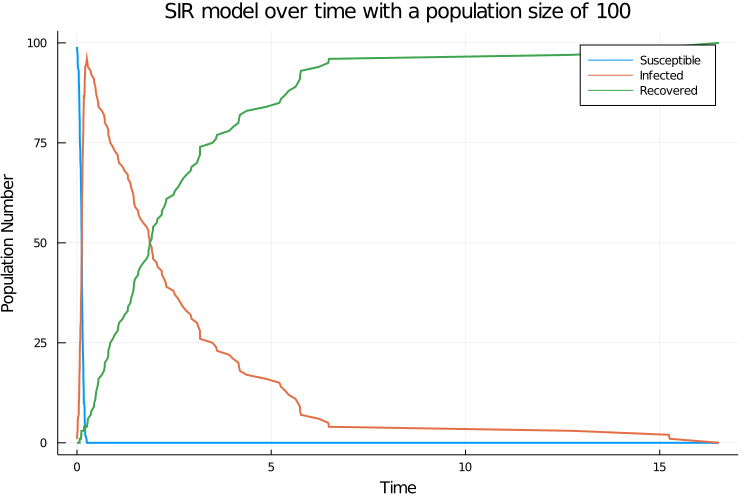 SIR model over time with a population size of 100
100
75
50
25
0
Population Number
Susceptible
Infected
Recovered
0
5
10
15
Time